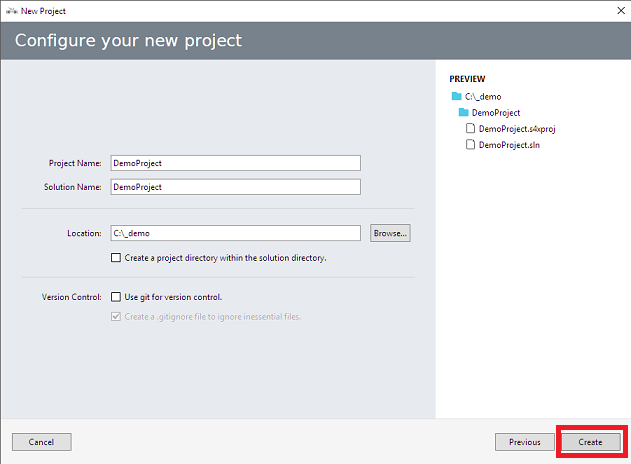 New Project
Configure your new project
Project Name: DemoProject
Solution Name: DemoProject
Location: C:\_demo Browse...
Create a project directory within the solution directory.
Version Control: Use git for version control.
Create a .gitignore file to ignore inessential files.
PREVIEW
C:\_demo
DemoProject
DemoProject.s4xproj
DemoProject.sln
Cancel Previous Create